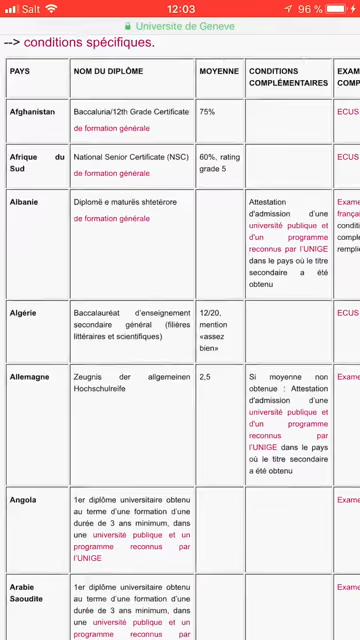 Salt 12:03 96 %
Universite de Geneve
--> conditions spécifiques.
PAYS NOM DU DIPLÔME MOYENNE CONDITIONS EXAM
COMPLÉMENTAIRES COMP
Afghanistan Baccaluria/12th Grade Certificate 75% ECUS
de formation générale
Afrique du National Senior Certificate (NSC) 60%, rating ECUS
Sud de formation générale grade 5
Albanie Diplomë e maturës shtetërore Attestation Exame
de formation générale d'admission d'une françai
université publique et condit
d'un programme comple
reconnus par l'UNIGE remplie
dans le pays où le titre
secondaire a été
obtenu
Algérie Baccalauréat d'enseignement 12/20, ECUS
secondaire général (filières mention
littéraires et scientifiques) «assez
bien»
Allemagne Zeugnis der allgemeinen 2,5 Si moyenne non Exame
Hochschulreife obtenue : Attestation
d'admission d'une
université publique et
d'un programme
reconnus par
l'UNIGE dans le pays
où le titre secondaire
a été obtenu
Angola 1er diplôme universitaire obtenu Exame
au terme d'une formation d'une
durée de 3 ans minimum, dans
une université publique et un
programme reconnus par
l'UNIGE
Arabie 1er diplôme universitaire obtenu Exame
Saoudite au terme d'une formation d'une
durée de 3 ans minimum, dans
une université publique et un
programme reconnus par